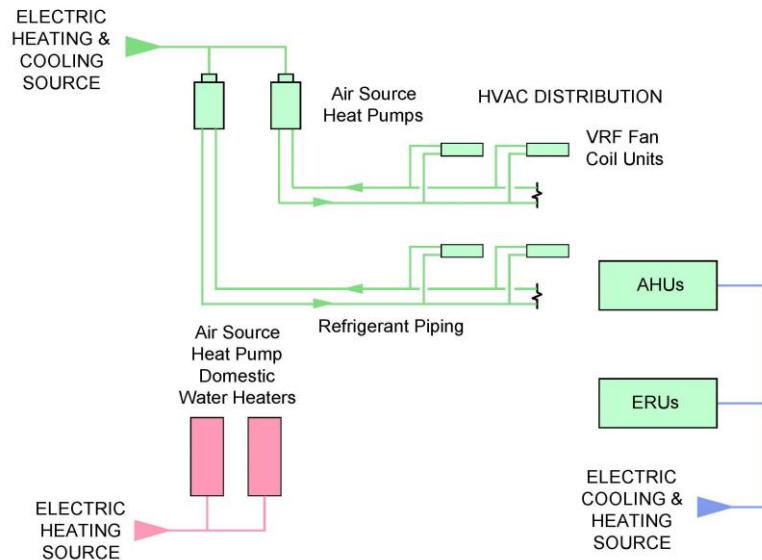 ELECTRIC
HEATING &
COOLING
SOURCE
Air Source
Heat Pumps
HVAC DISTRIBUTION
VRF Fan
Coil Units
AHUs
Refrigerant Piping
Air Source
Heat Pump
Domestic
Water Heaters
ERUs
ELECTRIC
HEATING
SOURCE
ELECTRIC
COOLING &
HEATING
SOURCE